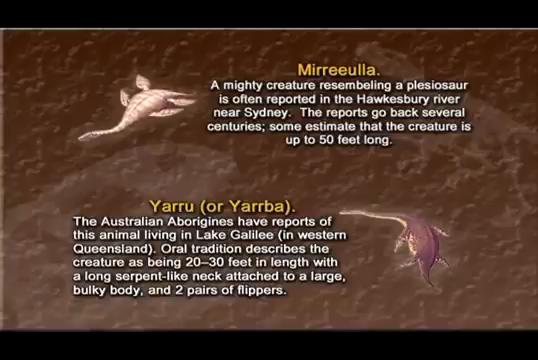 Mirreeulla.
A mighty creature resembeling a plesiosaur
is often reported in the Hawkesbury river
near Sydney. The reports go back several
centuries; some estimate that the creature is
up to 50 feet long.
Yarru (or Yarrba).
The Australian Aborigines have reports of
this animal living in Lake Galilee (in western
Queensland). Oral tradition describes the
creature as being 20–30 feet in length with
a long serpent-like neck attached to a large,
bulky body, and 2 pairs of flippers.